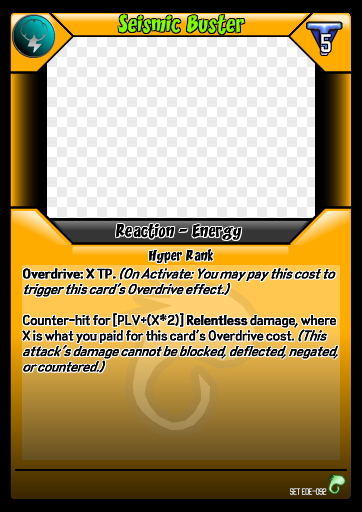 Seismic Buster
5
Reaction - Energy
Hyper Rank
Overdrive: X TP. (On Activate: You may pay this cost to
trigger this card's Overdrive effect.)
Counter-hit for [PLV+(X*2)] Relentless damage, where
X is what you paid for this card's Overdrive cost. (This
attack's damage cannot be blocked, deflected, negated,
or countered.)
SET EOE-092